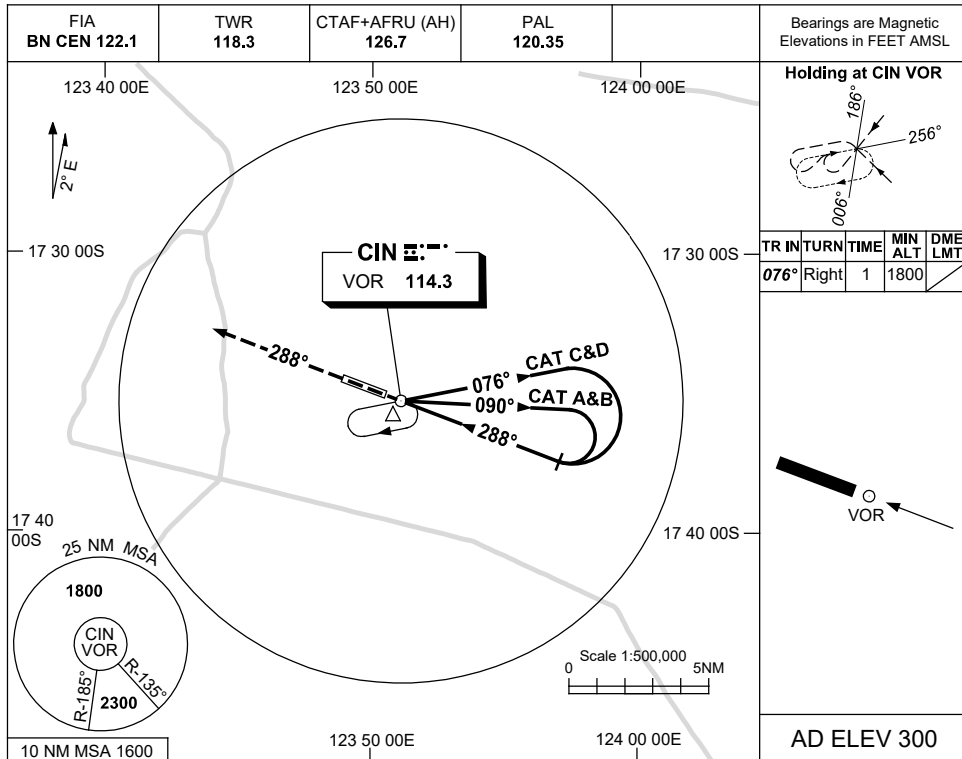 FIA
BN CEN 122.1
TWR
118.3
CTAF+AFRU (AH)
126.7
PAL
120.35
Bearings are Magnetic
Elevations in FEET AMSL
123 40 00E
123 50 00E
124 00 00E
Holding at CIN VOR
186°
256°
006°
2° E
17 30 00S
17 30 00S
TR IN TURN TIME MIN ALT DME LMT
076° Right 1 1800
CIN
VOR 114.3
288°
076°
CAT C&D
090°
CAT A&B
288°
VOR
17 40
00S
17 40 00S
25 NM MSA
1800
CIN
VOR
R-185°
R-135°
2300
10 NM MSA 1600
Scale 1:500,000
0 5NM
123 50 00E
124 00 00E
AD ELEV 300